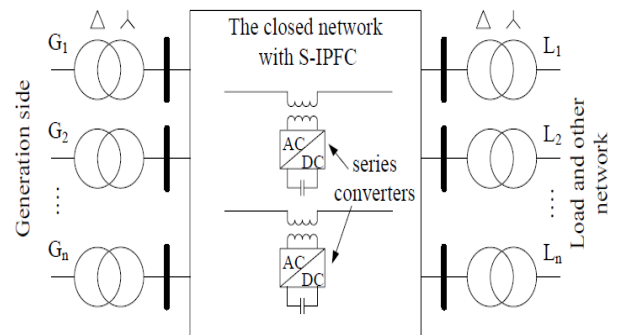 The closed network
with S-IPFC
G1
G2
....
Gn
Generation side
AC
DC
series
converters
AC
DC
L1
L2
....
Ln
Load and other
network